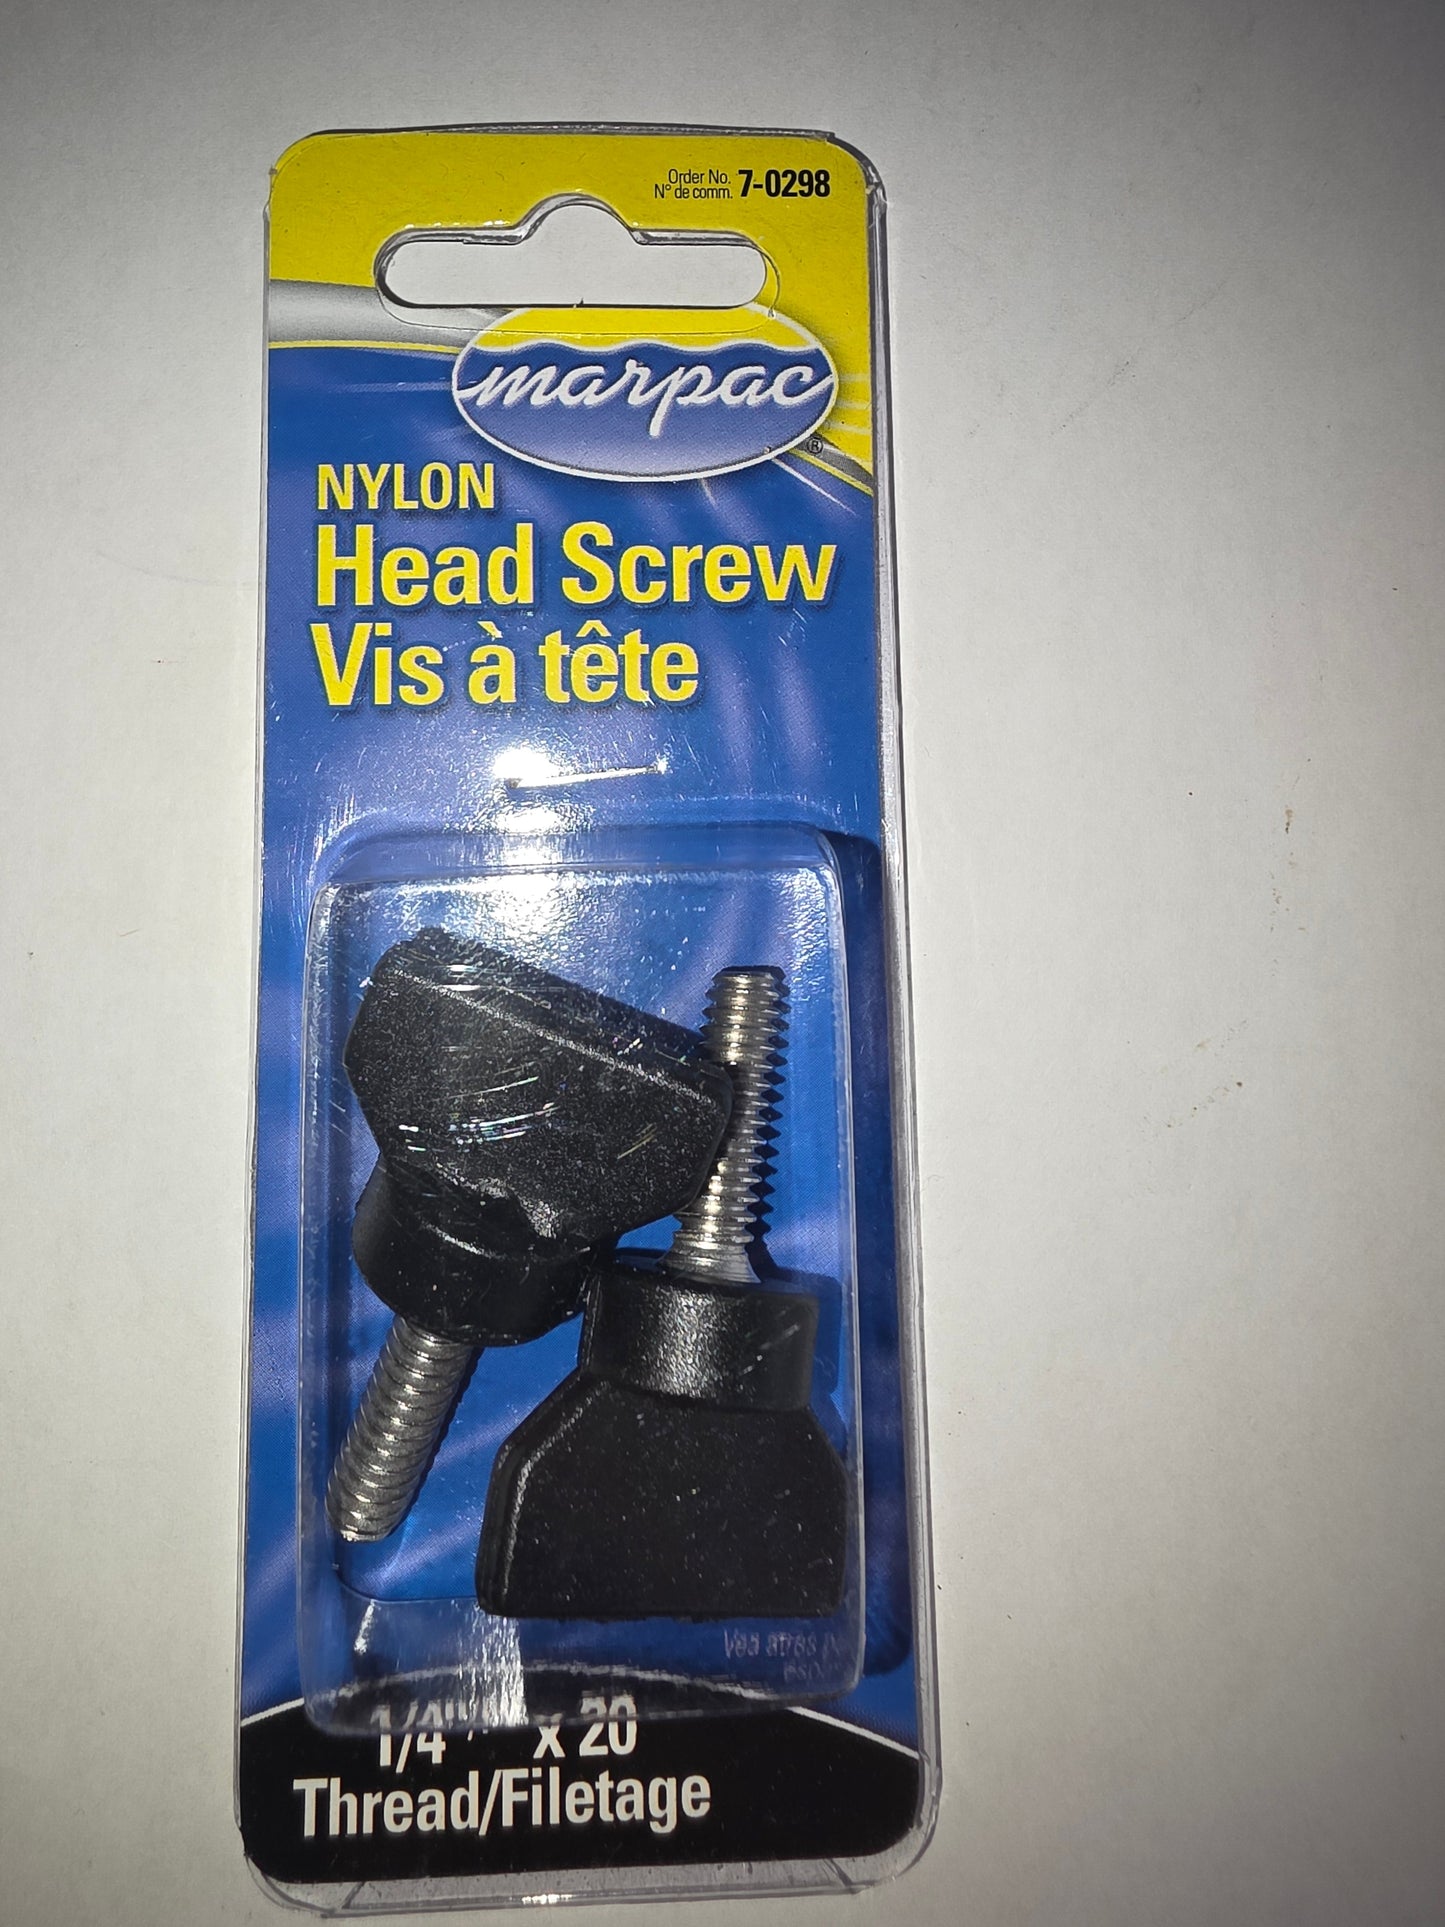 Order No.
N° de comm. 7-0298
marpac
®
NYLON
Head Screw
Vis à tête
1/4" x 20
Thread/Filetage